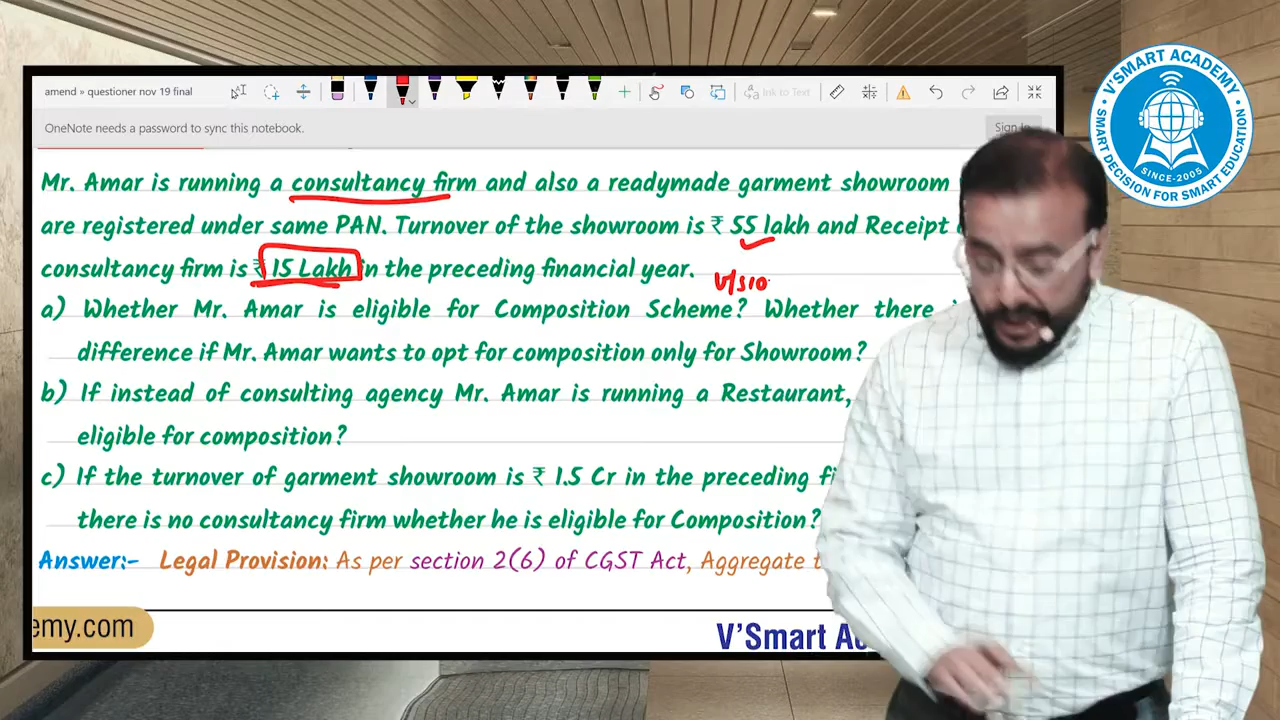 amend » questioner nov 19 final
Ink to Text
OneNote needs a password to sync this notebook.
Sign In
Mr. Amar is running a consultancy firm and also a readymade garment showroom
are registered under same PAN. Turnover of the showroom is ₹ 55 lakh and Receipt
consultancy firm is ₹ 15 Lakh in the preceding financial year.
u/s 10
a) Whether Mr. Amar is eligible for Composition Scheme? Whether there
difference if Mr. Amar wants to opt for composition only for Showroom?
b) If instead of consulting agency Mr. Amar is running a Restaurant,
eligible for composition?
c) If the turnover of garment showroom is ₹ 1.5 Cr in the preceding
there is no consultancy firm whether he is eligible for Composition?
Answer:- Legal Provision: As per section 2(6) of CGST Act, Aggregate
emy.com
V'Smart
V'SMART ACADEMY
SINCE-2005
SMART DECISION FOR SMART EDUCATION